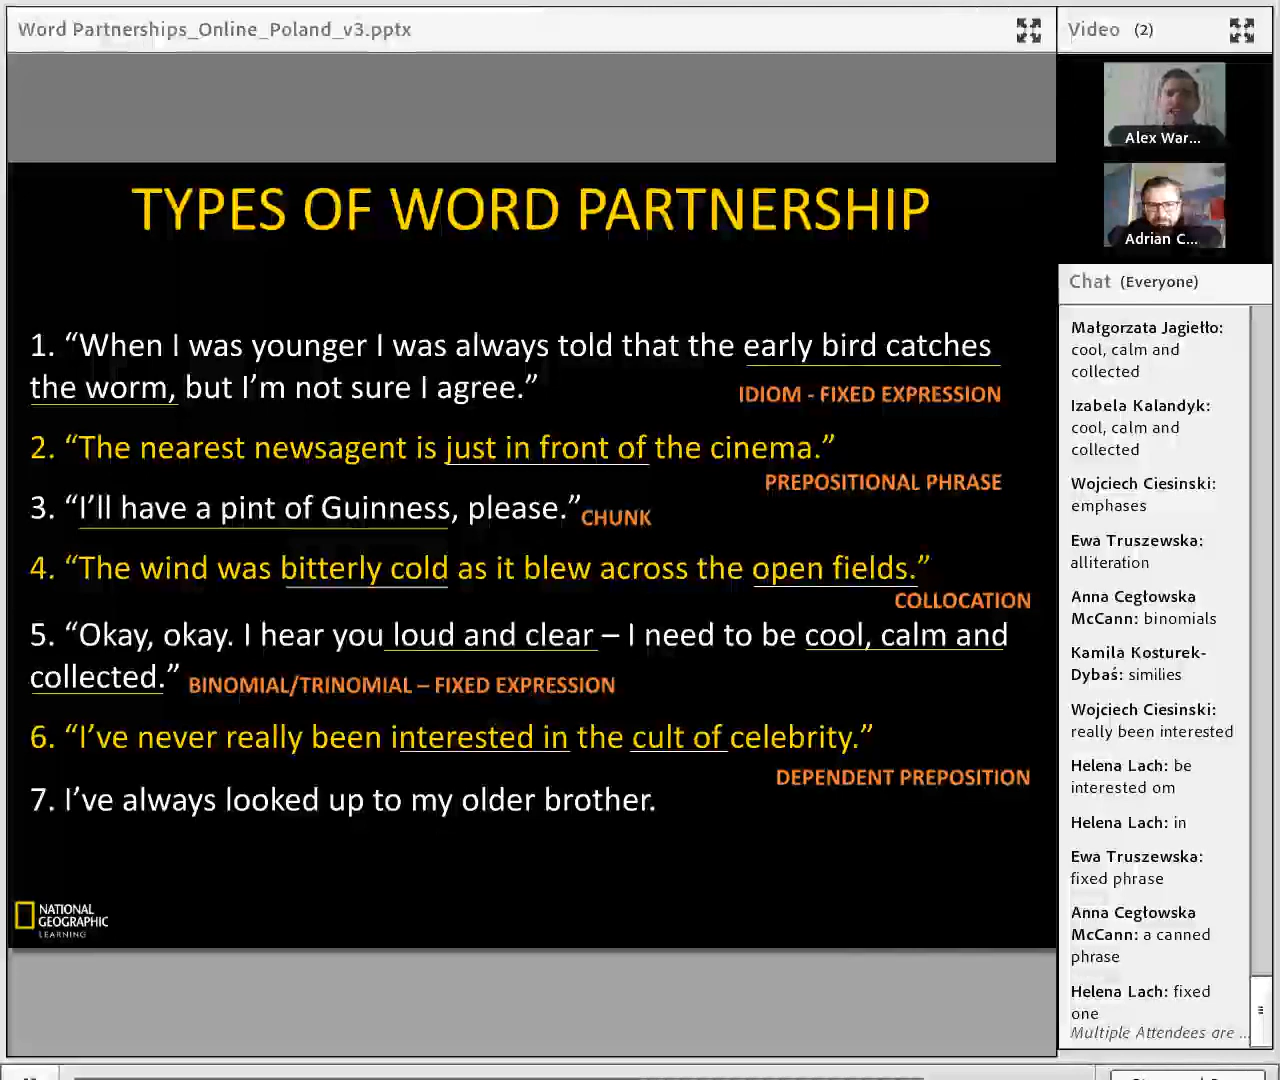 Word Partnerships_Online_Poland_v3.pptx
Video (2)
Alex War...
Adrian C...
TYPES OF WORD PARTNERSHIP
1. “When I was younger I was always told that the early bird catches
the worm, but I’m not sure I agree.”
IDIOM - FIXED EXPRESSION
2. “The nearest newsagent is just in front of the cinema.”
PREPOSITIONAL PHRASE
3. “I’ll have a pint of Guinness, please.”
CHUNK
4. “The wind was bitterly cold as it blew across the open fields.”
COLLOCATION
5. “Okay, okay. I hear you loud and clear – I need to be cool, calm and
collected.”
BINOMIAL/TRINOMIAL – FIXED EXPRESSION
6. “I’ve never really been interested in the cult of celebrity.”
DEPENDENT PREPOSITION
7. I’ve always looked up to my older brother.
NATIONAL
GEOGRAPHIC
LEARNING
Chat (Everyone)
Małgorzata Jagiełło:
cool, calm and
collected
Izabela Kalandyk:
cool, calm and
collected
Wojciech Ciesinski:
emphases
Ewa Truszewska:
alliteration
Anna Cegłowska
McCann: binomials
Kamila Kosturek-
Dybaś: similies
Wojciech Ciesinski:
really been interested
Helena Lach: be
interested om
Helena Lach: in
Ewa Truszewska:
fixed phrase
Anna Cegłowska
McCann: a canned
phrase
Helena Lach: fixed
one
Multiple Attendees are ...